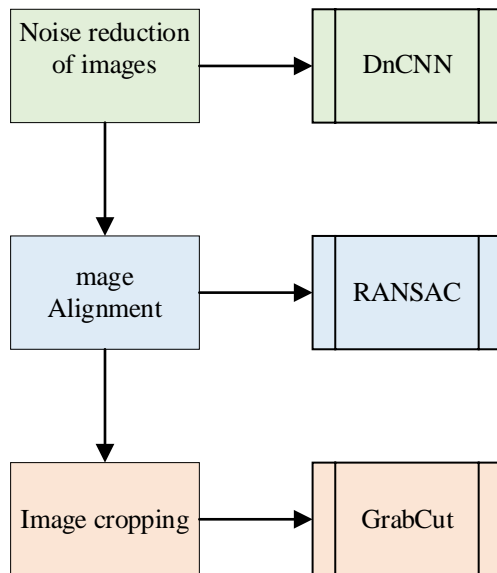 Noise reduction
of images
DnCNN
mage
Alignment
RANSAC
Image cropping
GrabCut